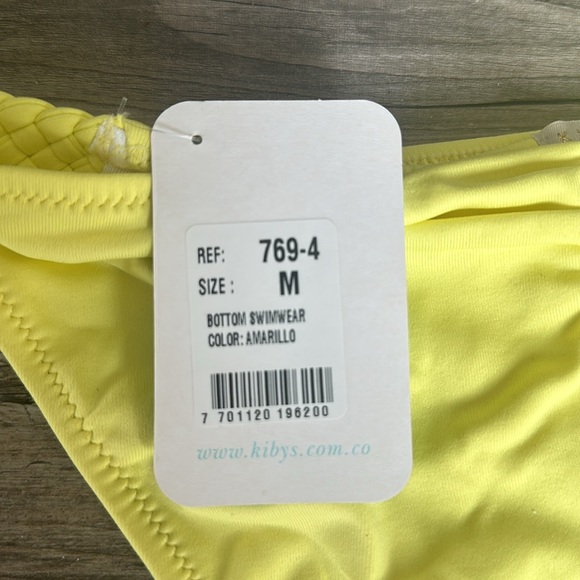 REF: 769-4
SIZE : M
BOTTOM SWIMWEAR
COLOR: AMARILLO
7 701120 196200
www.kibys.com.co